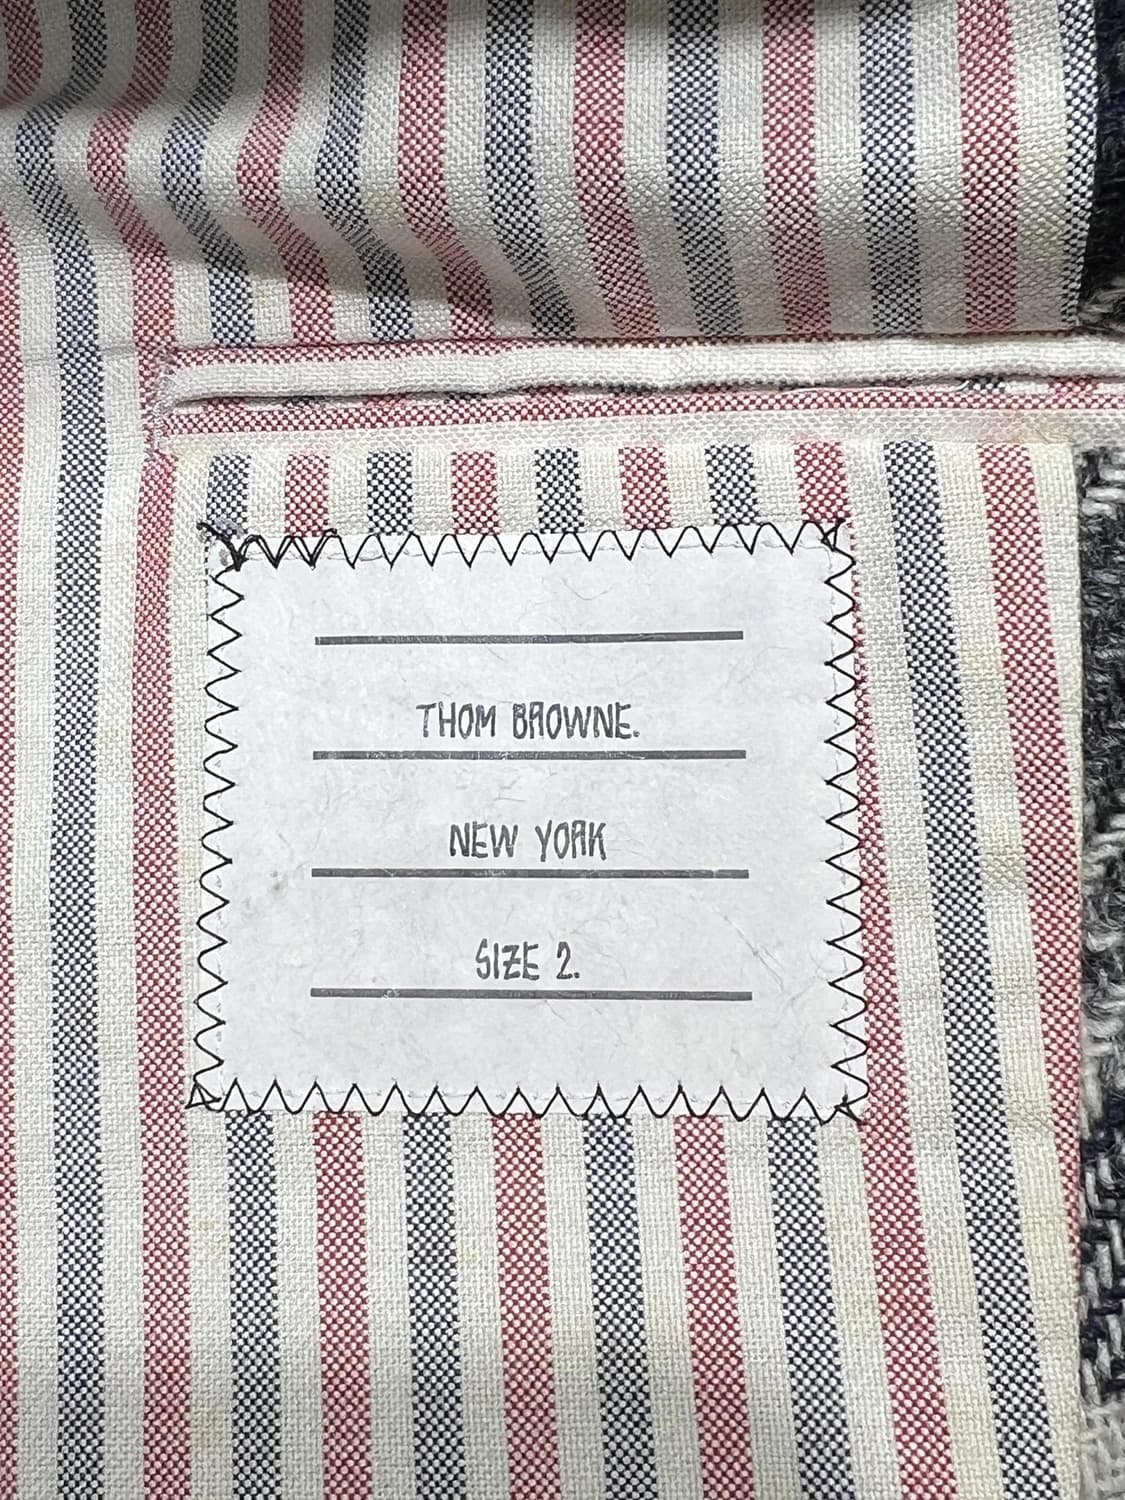 THOM BROWNE.
NEW YORK
SIZE 2.